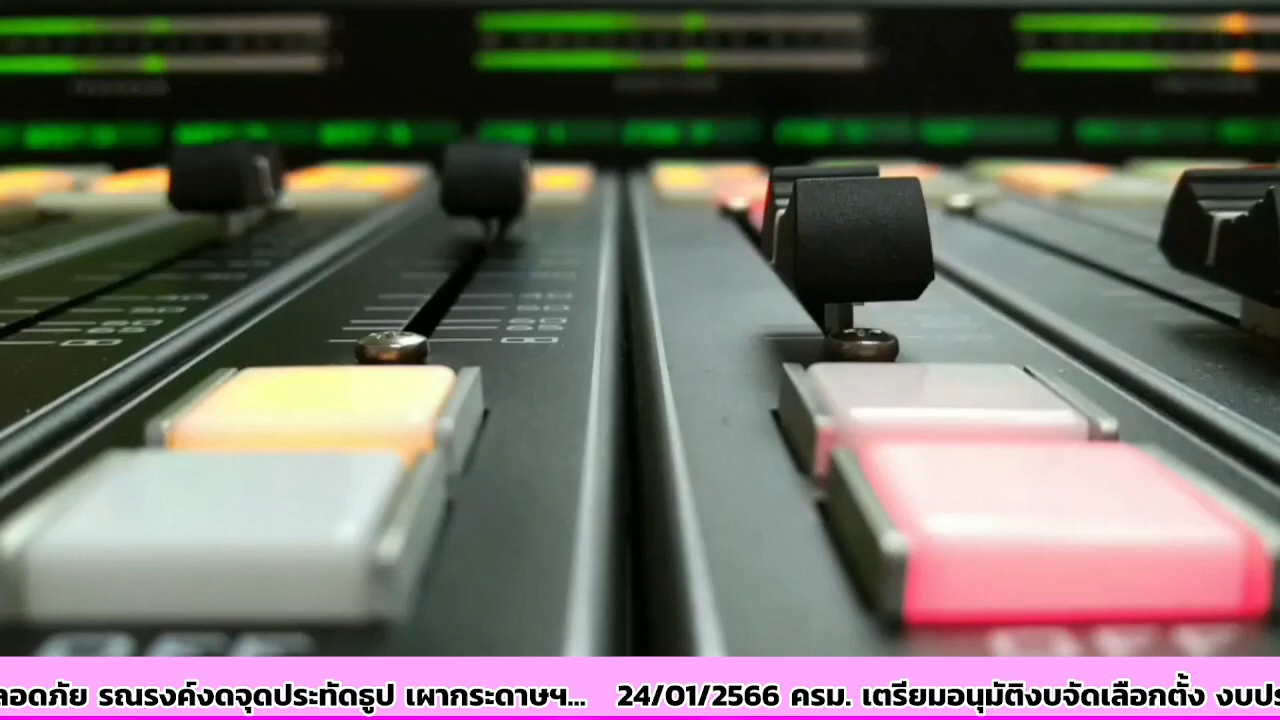 ลอดภัย รณรงค์งดจุดประทัดธูป เผากระดาษฯ... 24/01/2566 ครม. เตรียมอนุมัติงบจัดเลือกตั้ง งบประ